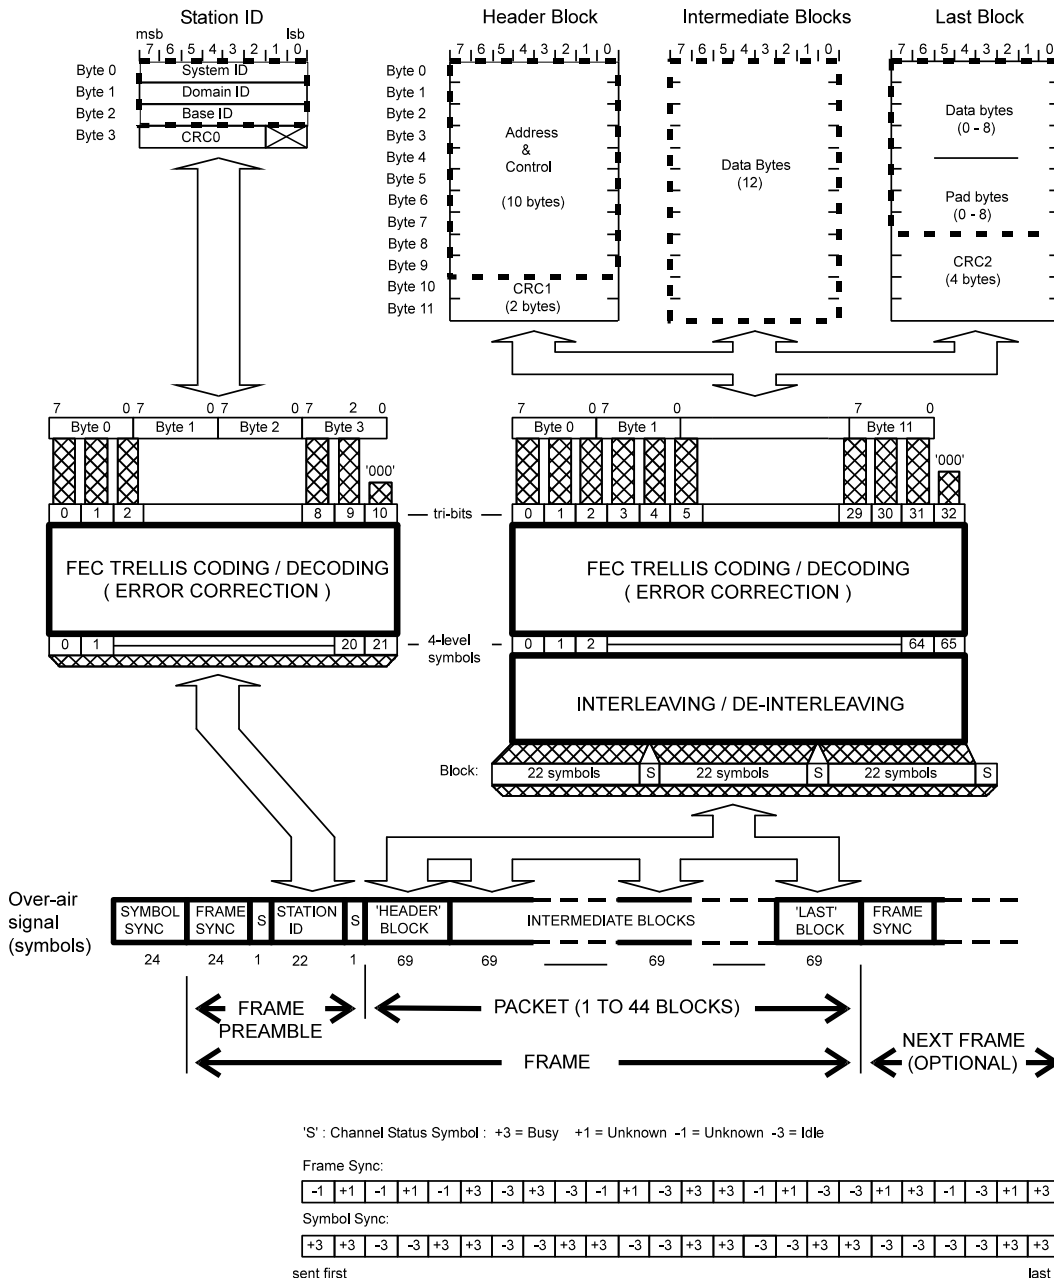 Station ID
msb lsb
7 6 5 4 3 2 1 0
Byte 0 System ID
Byte 1 Domain ID
Byte 2 Base ID
Byte 3 CRC0
Header Block
7 6 5 4 3 2 1 0
Byte 0
Byte 1
Byte 2
Byte 3
Byte 4
Byte 5
Byte 6
Byte 7
Byte 8
Byte 9
Byte 10
Byte 11
Address
&
Control
(10 bytes)
CRC1
(2 bytes)
Intermediate Blocks
7 6 5 4 3 2 1 0
Data Bytes
(12)
Last Block
7 6 5 4 3 2 1 0
Data bytes
(0 - 8)
Pad bytes
(0 - 8)
CRC2
(4 bytes)
7 0 7 0 7 0 7 2 0
Byte 0 Byte 1 Byte 2 Byte 3
'000'
0 1 2 8 9 10
FEC TRELLIS CODING / DECODING
( ERROR CORRECTION )
0 1 20 21
tri-bits
4-level
symbols
7 0 7 0 7 0
Byte 0 Byte 1 Byte 11
'000'
0 1 2 3 4 5 29 30 31 32
FEC TRELLIS CODING / DECODING
( ERROR CORRECTION )
0 1 2 64 65
INTERLEAVING / DE-INTERLEAVING
Block: 22 symbols S 22 symbols S 22 symbols S
Over-air
signal
(symbols)
SYMBOL
SYNC
FRAME
SYNC
S
STATION
ID
S
'HEADER'
BLOCK
INTERMEDIATE BLOCKS
'LAST'
BLOCK
FRAME
SYNC
24 24 1 22 1 69 69 69 69
FRAME
PREAMBLE
PACKET (1 TO 44 BLOCKS)
FRAME
NEXT FRAME
(OPTIONAL)
'S' : Channel Status Symbol : +3 = Busy +1 = Unknown -1 = Unknown -3 = Idle
Frame Sync:
-1 +1 -1 +1 -1 +3 -3 +3 -3 -1 +1 -3 +3 +3 -1 +1 -3 -3 +1 +3 -1 -3 +1 +3
Symbol Sync:
+3 +3 -3 -3 +3 +3 -3 -3 +3 +3 -3 -3 +3 +3 -3 -3 +3 +3 -3 -3 -3 -3 +3 +3
sent first last